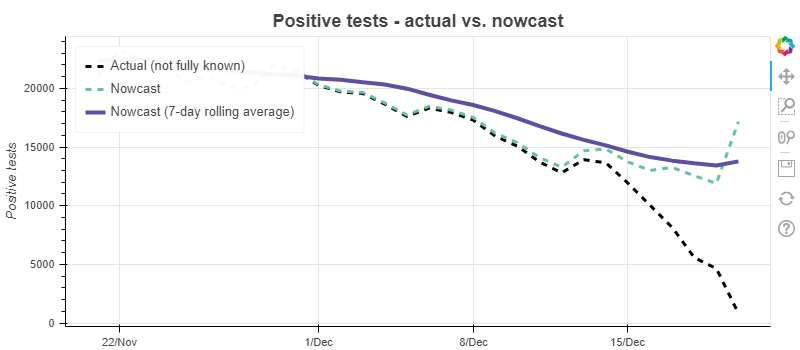 Positive tests - actual vs. nowcast
Actual (not fully known)
Nowcast
Nowcast (7-day rolling average)
Positive tests
20000
15000
10000
5000
0
22/Nov
1/Dec
8/Dec
15/Dec